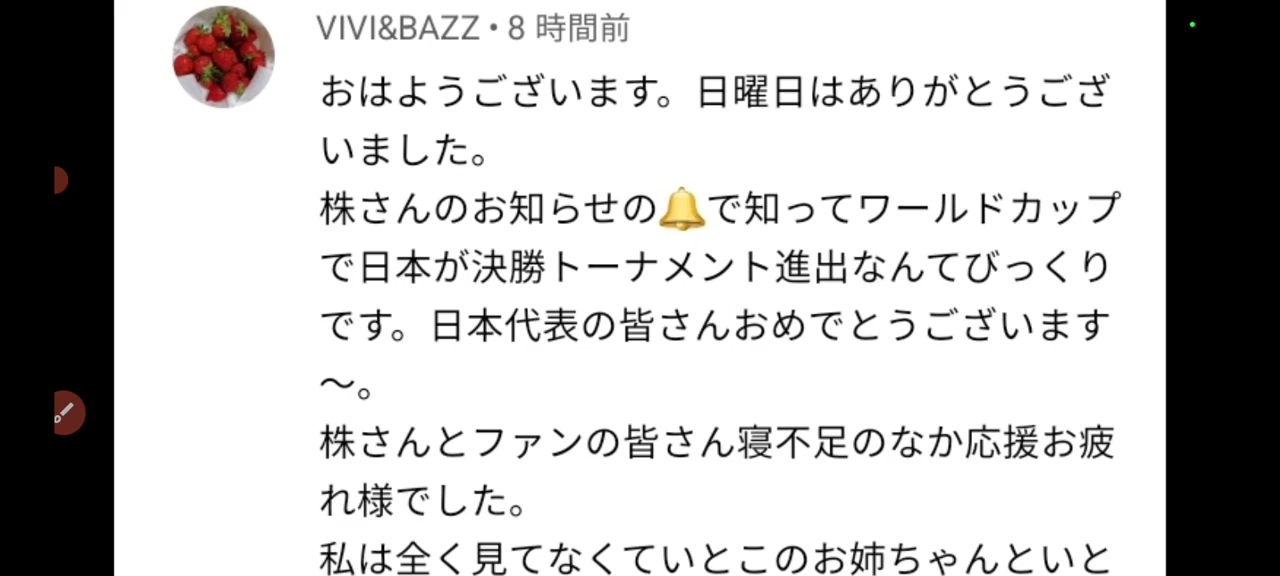 VIVI&BAZZ • 8 時間前
おはようございます。日曜日はありがとうござ
いました。
株さんのお知らせの🔔で知ってワールドカップ
で日本が決勝トーナメント進出なんてびっくり
です。日本代表の皆さんおめでとうございます
〜。
株さんとファンの皆さん寝不足のなか応援お疲
れ様でした。
私は全く見てなくていとこのお姉ちゃんといと